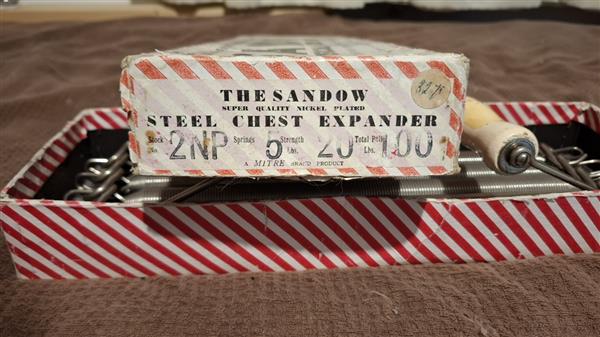 THE SANDOW
SUPER QUALITY NICKEL PLATED
STEEL CHEST EXPANDER
Stock No. 2NP Springs 5 Strength Lbs. 20 Total Pull Lbs. 100
A MITRE BRAND PRODUCT